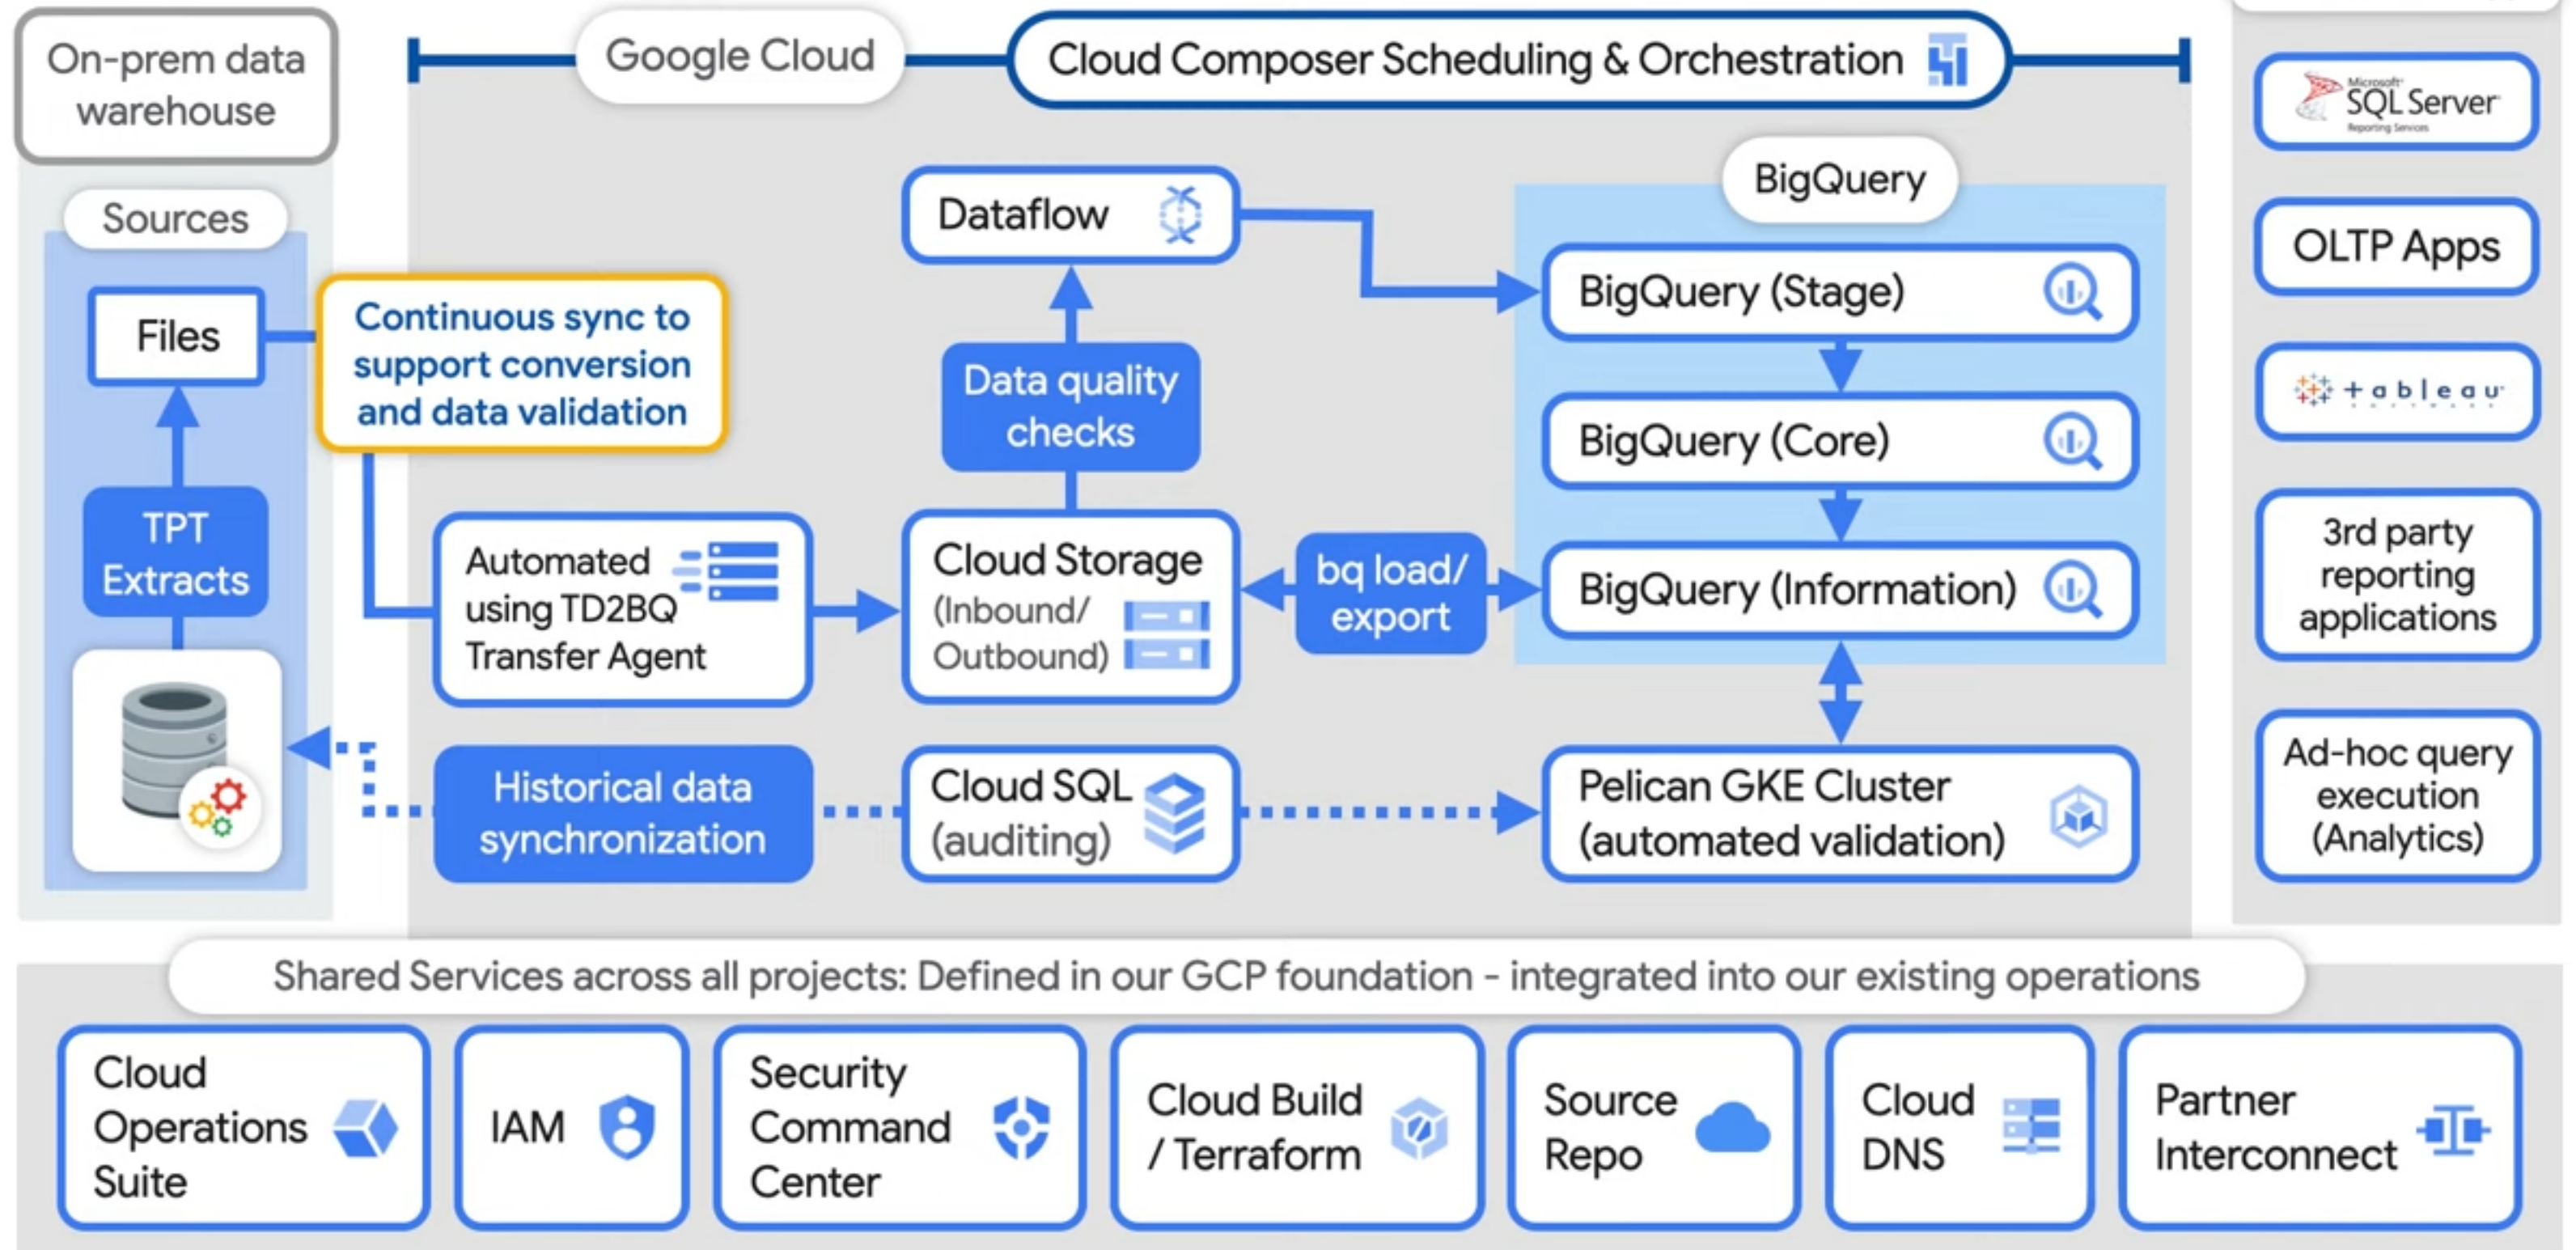 On-prem data
warehouse
Google Cloud
Cloud Composer Scheduling & Orchestration
Sources
Files
TPT
Extracts
Continuous sync to
support conversion
and data validation
Automated
using TD2BQ
Transfer Agent
Dataflow
Data quality
checks
Cloud Storage
(Inbound/
Outbound)
bq load/
export
BigQuery
BigQuery (Stage)
BigQuery (Core)
BigQuery (Information)
Historical data
synchronization
Cloud SQL
(auditing)
Pelican GKE Cluster
(automated validation)
Microsoft
SQL Server
Reporting Services
OLTP Apps
tableau
3rd party
reporting
applications
Ad-hoc query
execution
(Analytics)
Shared Services across all projects: Defined in our GCP foundation - integrated into our existing operations
Cloud
Operations
Suite
IAM
Security
Command
Center
Cloud Build
/ Terraform
Source
Repo
Cloud
DNS
Partner
Interconnect